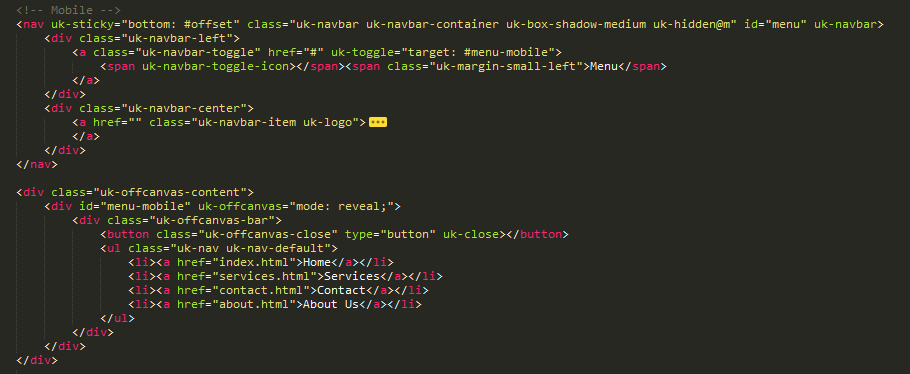 <!-- Mobile -->
<nav uk-sticky="bottom: #offset" class="uk-navbar uk-navbar-container uk-box-shadow-medium uk-hidden@m" id="menu" uk-navbar>
<div class="uk-navbar-left">
<a class="uk-navbar-toggle" href="#" uk-toggle="target: #menu-mobile">
<span uk-navbar-toggle-icon></span><span class="uk-margin-small-left">Menu</span>
</a>
</div>
<div class="uk-navbar-center">
<a href="" class="uk-navbar-item uk-logo">
</a>
</div>
</nav>
<div class="uk-offcanvas-content">
<div id="menu-mobile" uk-offcanvas="mode: reveal;">
<div class="uk-offcanvas-bar">
<button class="uk-offcanvas-close" type="button" uk-close></button>
<ul class="uk-nav uk-nav-default">
<li><a href="index.html">Home</a></li>
<li><a href="services.html">Services</a></li>
<li><a href="contact.html">Contact</a></li>
<li><a href="about.html">About Us</a></li>
</ul>
</div>
</div>
</div>